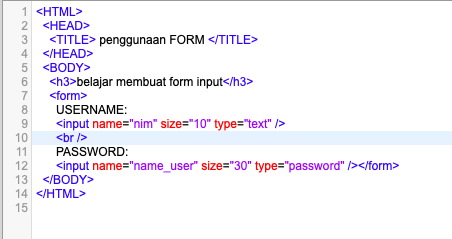 1 <HTML>
2 <HEAD>
3 <TITLE> penggunaan FORM </TITLE>
4 </HEAD>
5 <BODY>
6 <h3>belajar membuat form input</h3>
7 <form>
8 USERNAME:
9 <input name="nim" size="10" type="text" />
10 <br />
11 PASSWORD:
12 <input name="name_user" size="30" type="password" /></form>
13 </BODY>
14 </HTML>
15